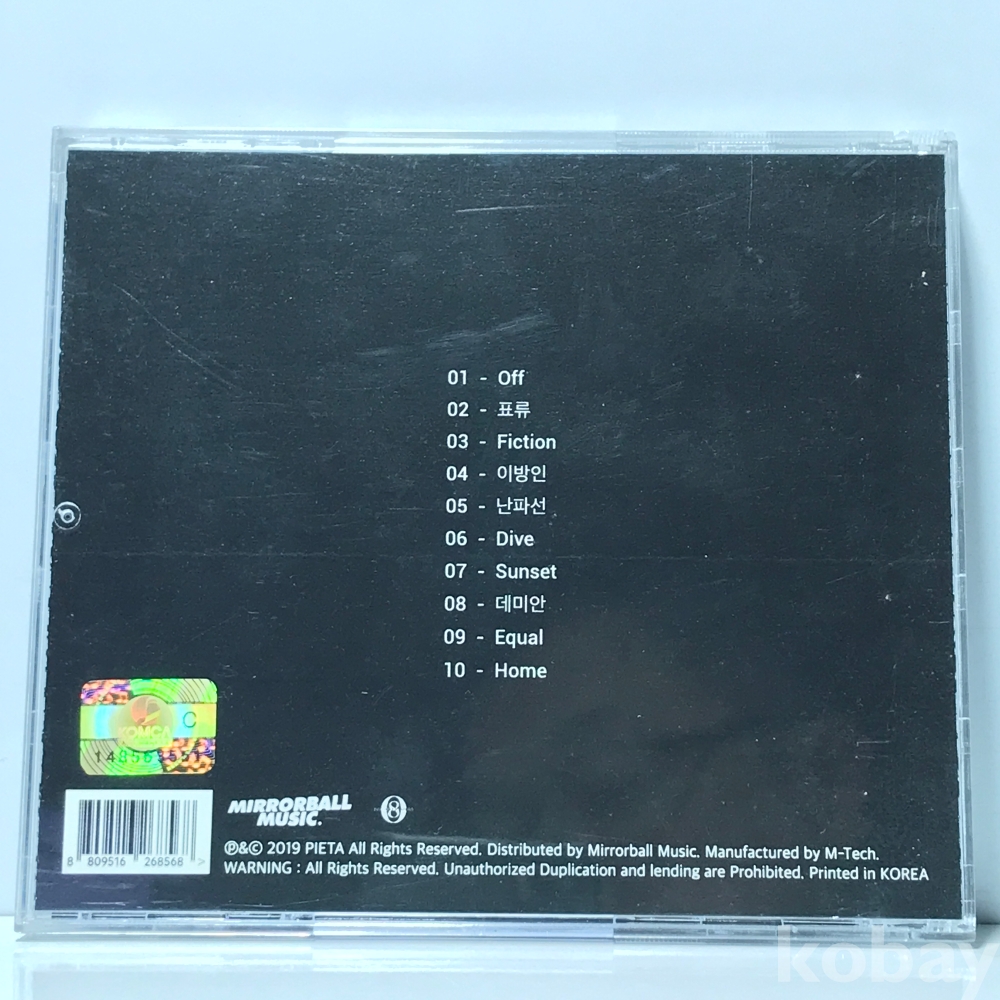 01 - Off
02 - 표류
03 - Fiction
04 - 이방인
05 - 난파선
06 - Dive
07 - Sunset
08 - 데미안
09 - Equal
10 - Home
KOMCA
C
MIRRORBALL
MUSIC.
8
8 809516 268568 >
℗&© 2019 PIETA All Rights Reserved. Distributed by Mirrorball Music. Manufactured by M-Tech.
WARNING : All Rights Reserved. Unauthorized Duplication and lending are Prohibited. Printed in KOREA
kobay